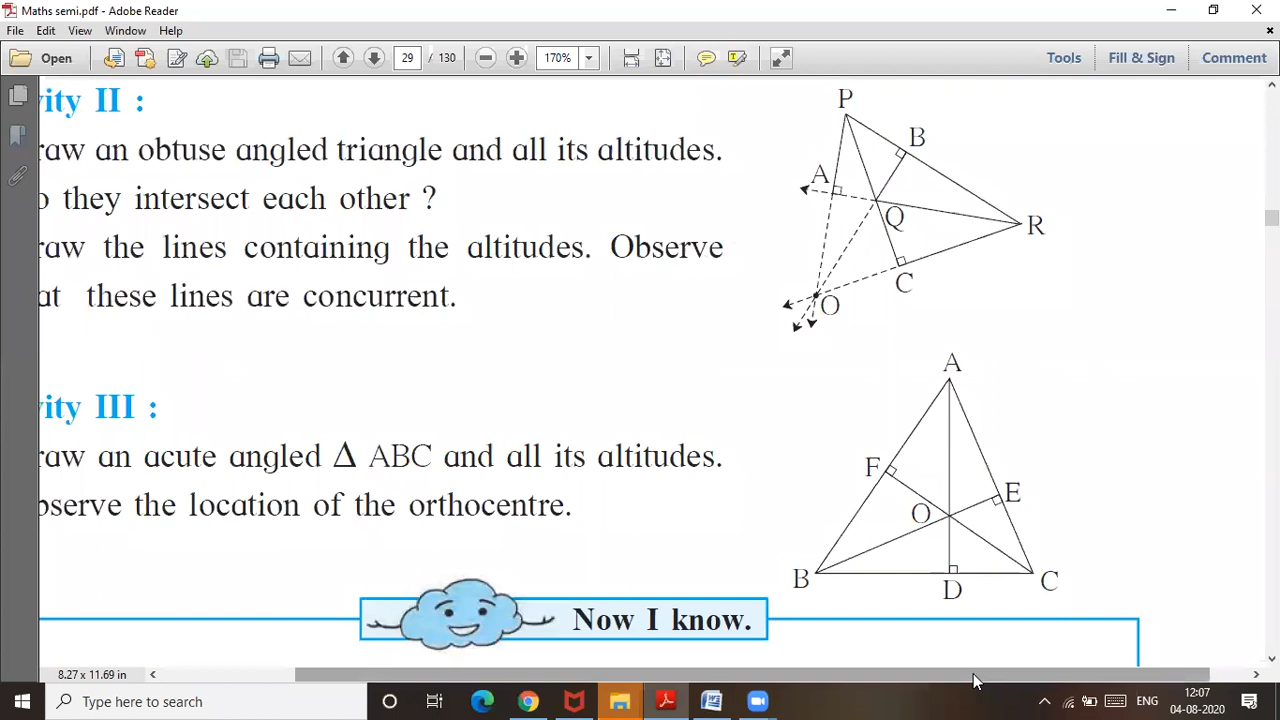 Maths semi.pdf - Adobe Reader
File Edit View Window Help
Open 29 / 130 170% Tools Fill & Sign Comment
vity II :
raw an obtuse angled triangle and all its altitudes.
o they intersect each other ?
raw the lines containing the altitudes. Observe
at these lines are concurrent.
P
B
A
Q
R
C
O
vity III :
raw an acute angled Δ ABC and all its altitudes.
bserve the location of the orthocentre.
A
F
E
O
B
D
C
Now I know.
8.27 x 11.69 in
Type here to search
ENG
12:07
04-08-2020